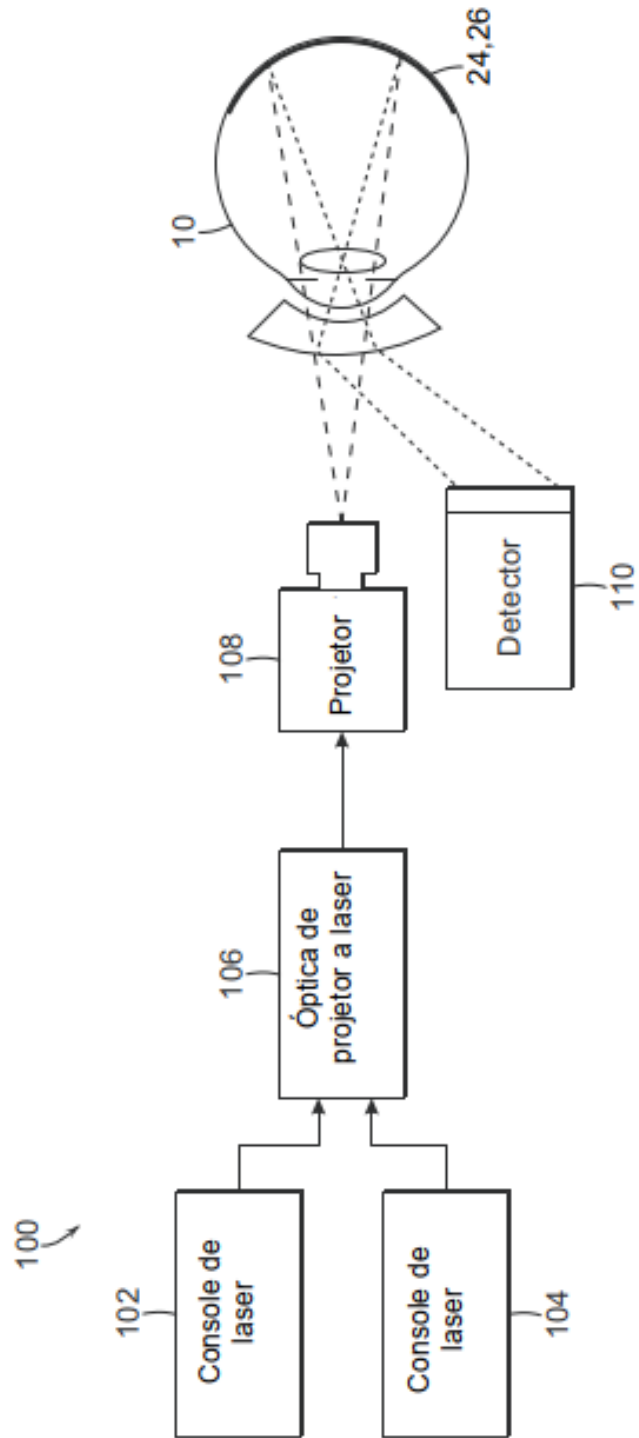 100
102
Console de
laser
Console de
laser
104
106
Óptica de
projetor a laser
108
Projetor
Detector
110
10
24,26